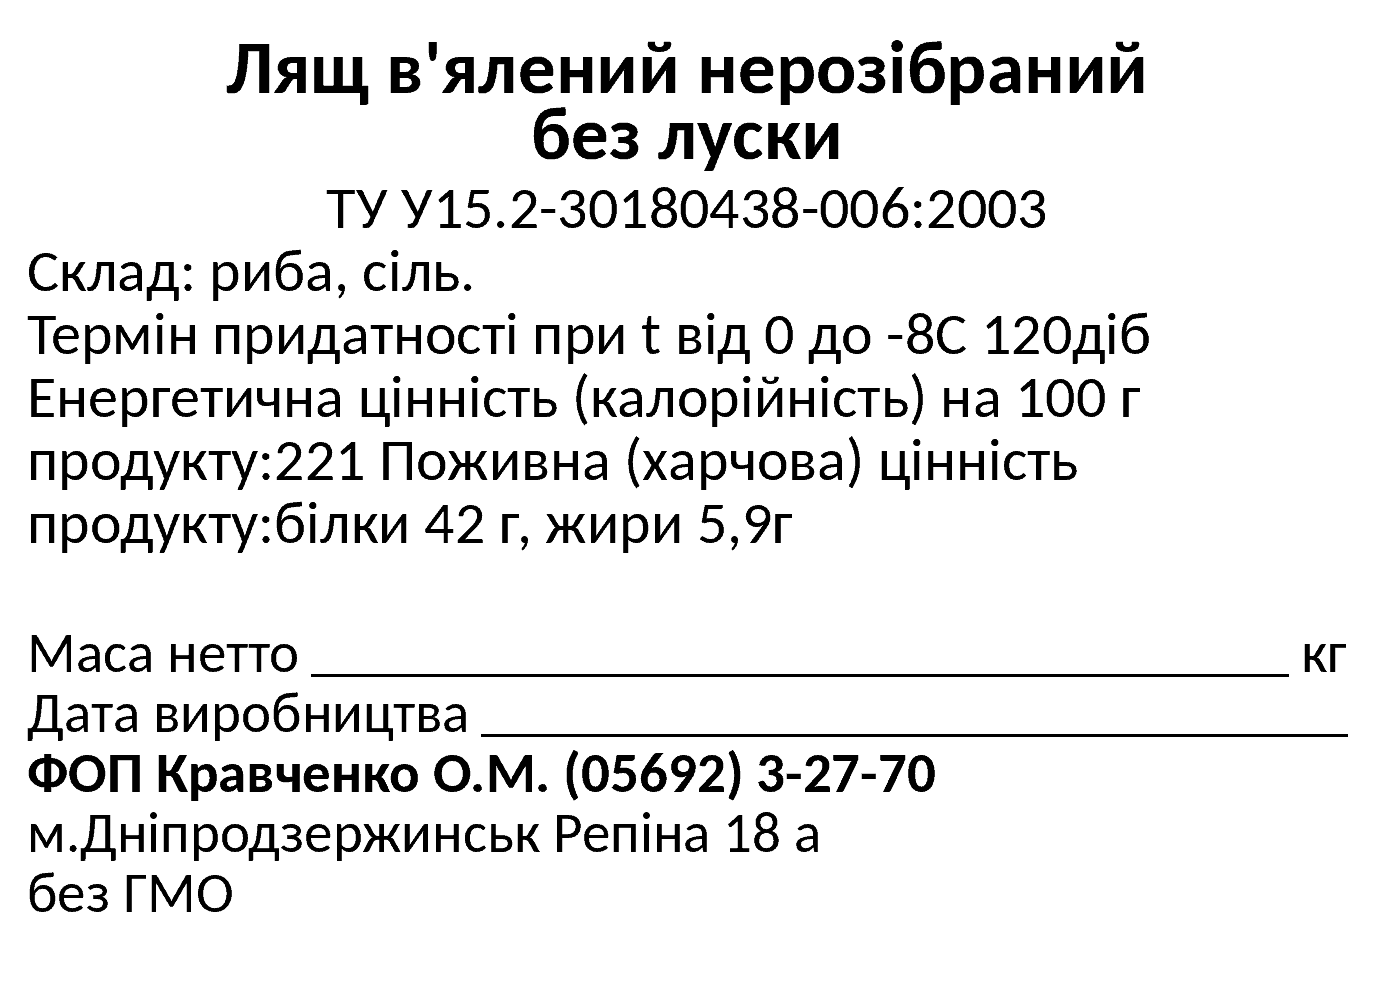 Лящ в'ялений нерозібраний
без луски
ТУ У15.2-30180438-006:2003
Склад: риба, сіль.
Термін придатності при t від 0 до -8С 120діб
Енергетична цінність (калорійність) на 100 г
продукту:221 Поживна (харчова) цінність
продукту:білки 42 г, жири 5,9г
Маса нетто ______________________________ кг
Дата виробництва ___________________________
ФОП Кравченко О.М. (05692) 3-27-70
м.Дніпродзержинськ Репіна 18 а
без ГМО